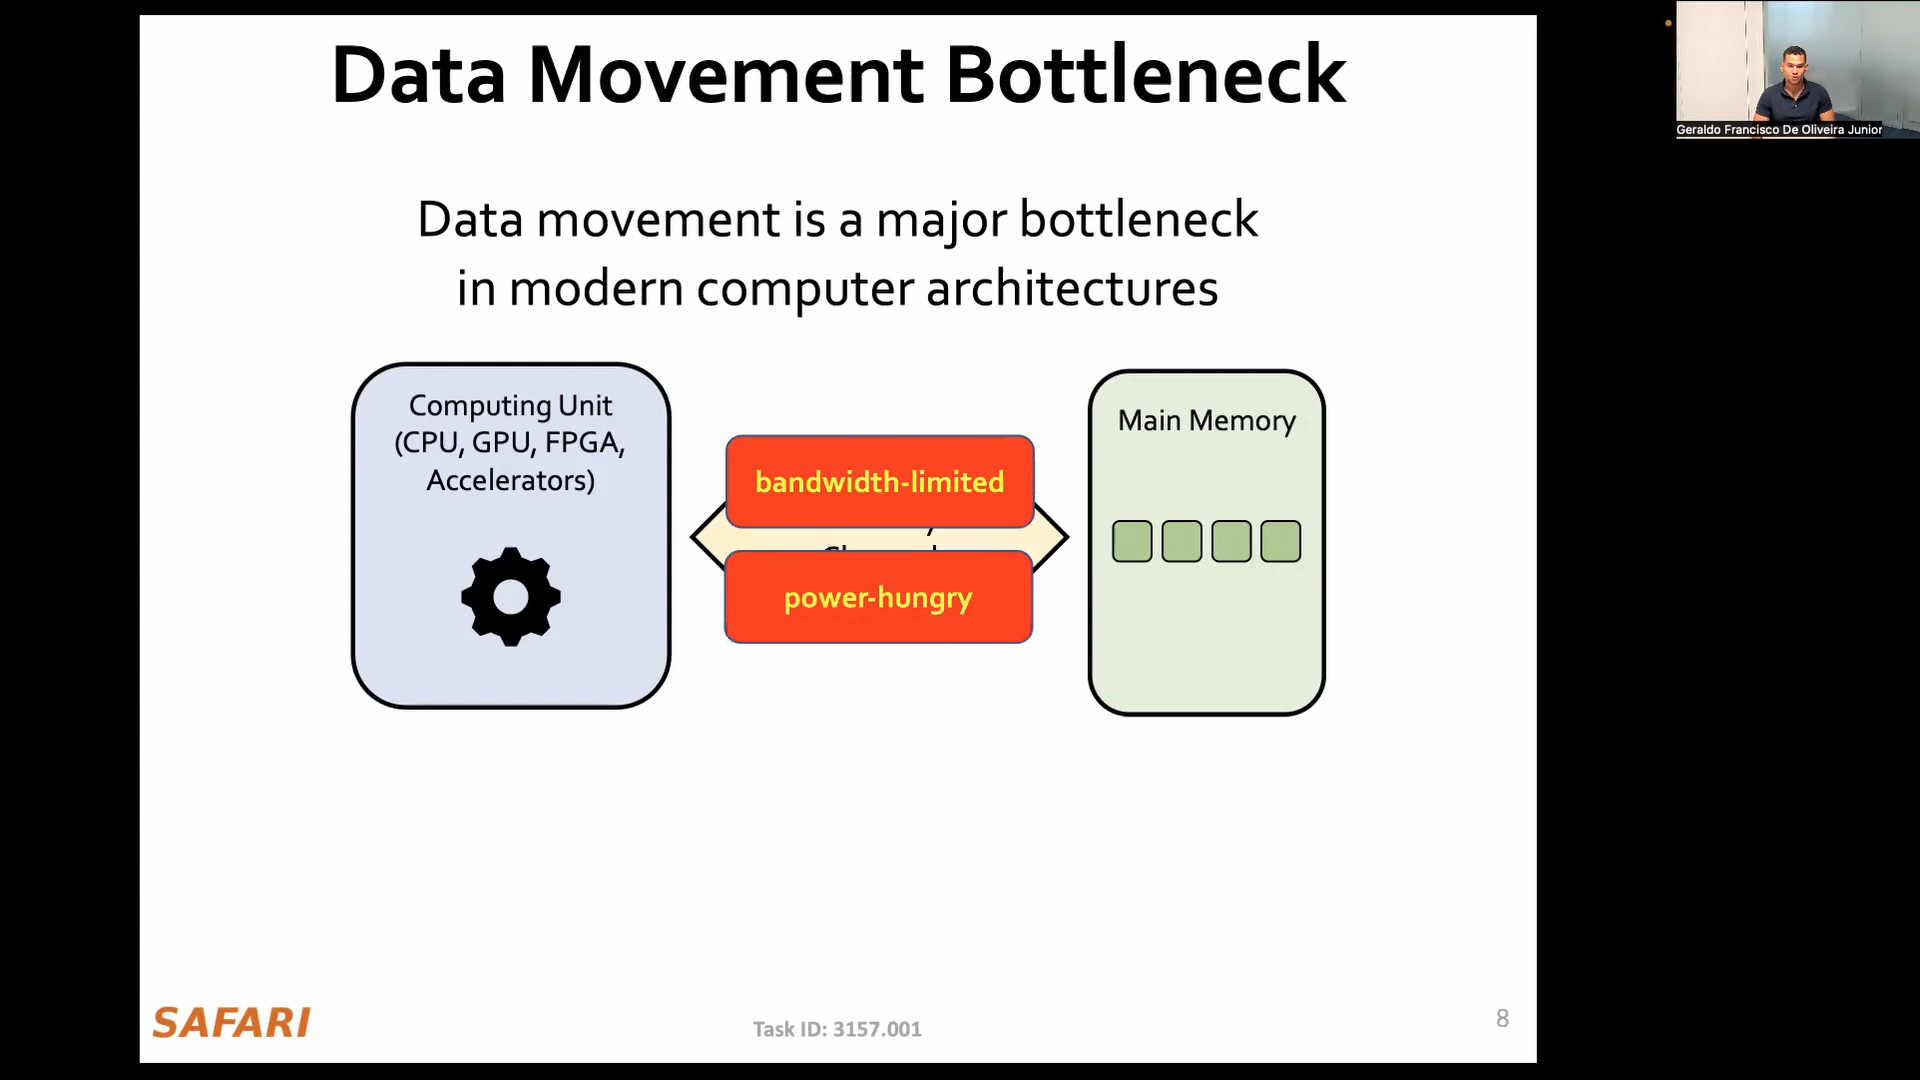 Data Movement Bottleneck
Geraldo Francisco De Oliveira Junior
Data movement is a major bottleneck
in modern computer architectures
Computing Unit
(CPU, GPU, FPGA,
Accelerators)
bandwidth-limited
power-hungry
Main Memory
SAFARI
Task ID: 3157.001
8